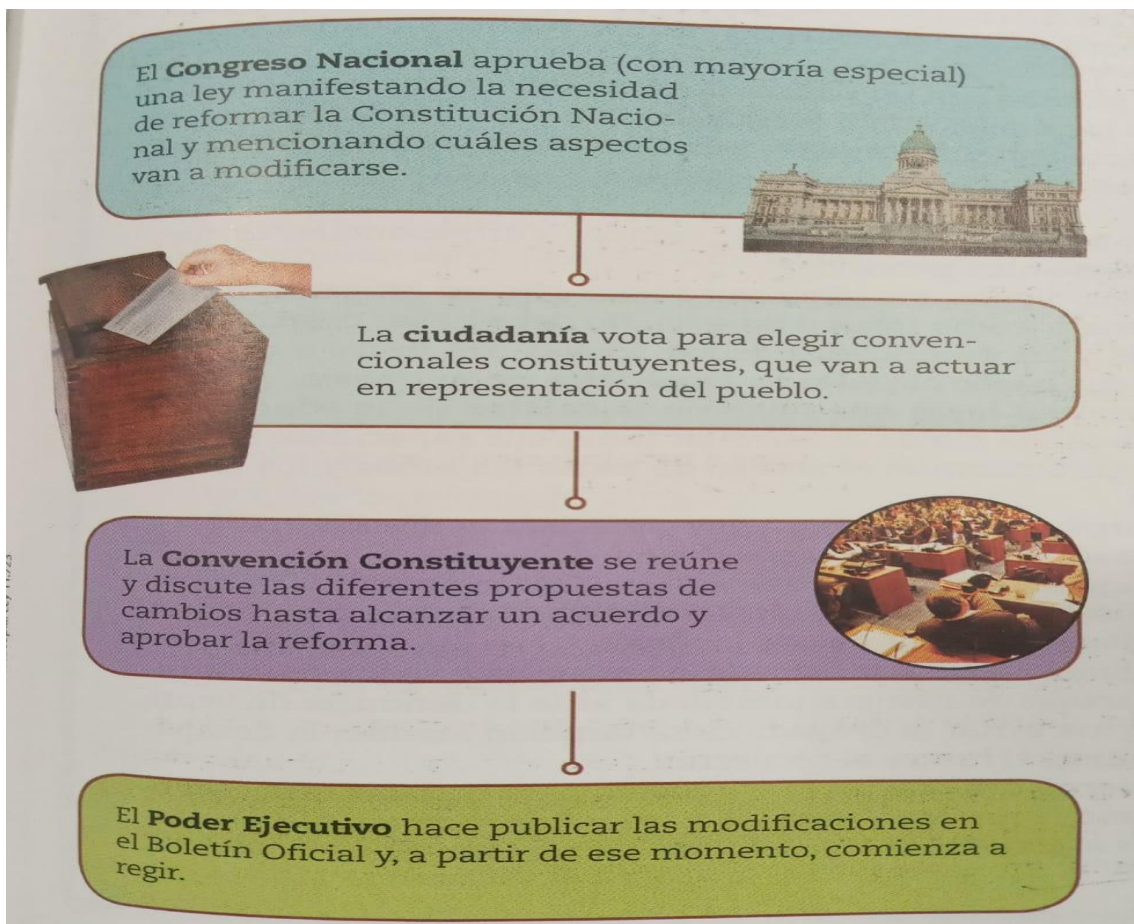 El Congreso Nacional aprueba (con mayoría especial)
una ley manifestando la necesidad
de reformar la Constitución Nacio-
nal y mencionando cuáles aspectos
van a modificarse.
La ciudadanía vota para elegir conven-
cionales constituyentes, que van a actuar
en representación del pueblo.
La Convención Constituyente se reúne
y discute las diferentes propuestas de
cambios hasta alcanzar un acuerdo y
aprobar la reforma.
El Poder Ejecutivo hace publicar las modificaciones en
el Boletín Oficial y, a partir de ese momento, comienza a
regir.